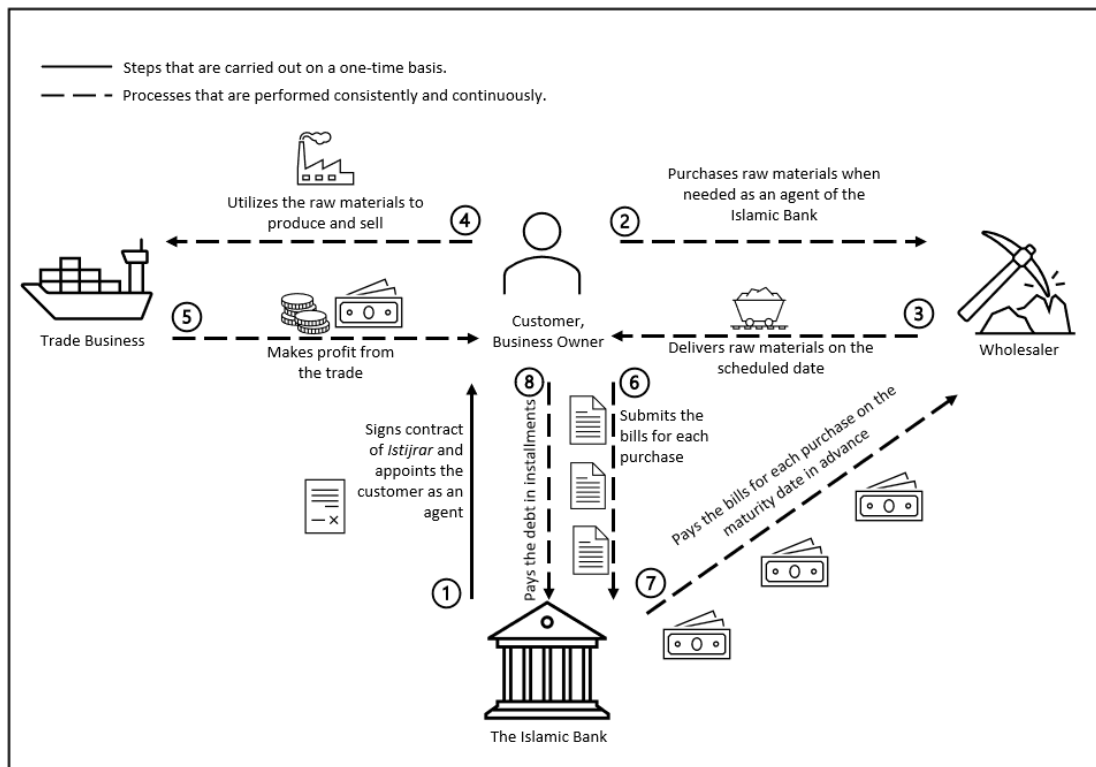 Steps that are carried out on a one-time basis.
Processes that are performed consistently and continuously.
Utilizes the raw materials to
produce and sell
4
2
Purchases raw materials when
needed as an agent of the
Islamic Bank
Trade Business
5
Makes profit from
the trade
Customer,
Business Owner
3
Delivers raw materials on the
scheduled date
Wholesaler
1
Signs contract
of Istijrar and
appoints the
customer as an
agent
8
Pays the debt in installments
6
Submits the
bills for each
purchase
7
Pays the bills for each purchase on the
maturity date in advance
The Islamic Bank